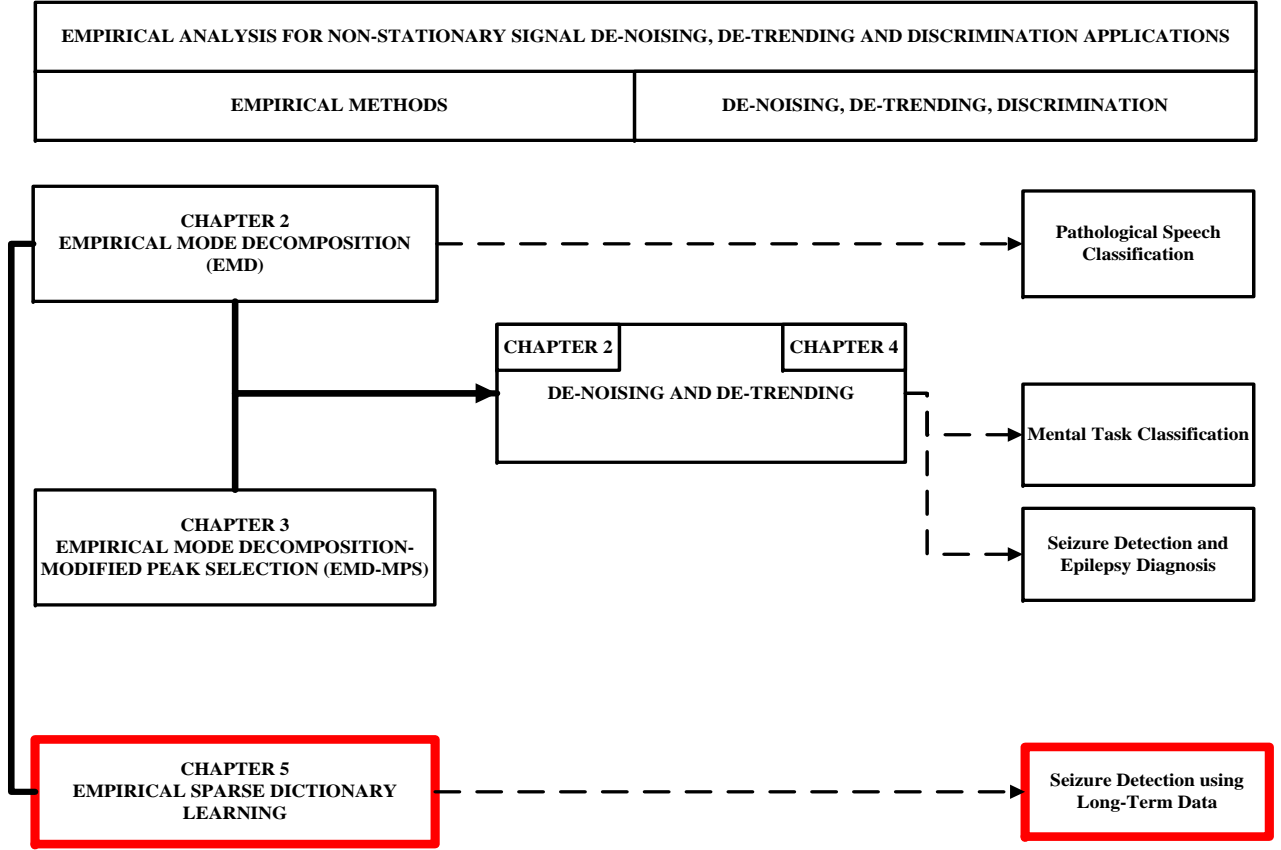 EMPIRICAL ANALYSIS FOR NON-STATIONARY SIGNAL DE-NOISING, DE-TRENDING AND DISCRIMINATION APPLICATIONS
EMPIRICAL METHODS
DE-NOISING, DE-TRENDING, DISCRIMINATION
CHAPTER 2
EMPIRICAL MODE DECOMPOSITION
(EMD)
Pathological Speech
Classification
CHAPTER 2
CHAPTER 4
DE-NOISING AND DE-TRENDING
Mental Task Classification
CHAPTER 3
EMPIRICAL MODE DECOMPOSITION-
MODIFIED PEAK SELECTION (EMD-MPS)
Seizure Detection and
Epilepsy Diagnosis
CHAPTER 5
EMPIRICAL SPARSE DICTIONARY
LEARNING
Seizure Detection using
Long-Term Data